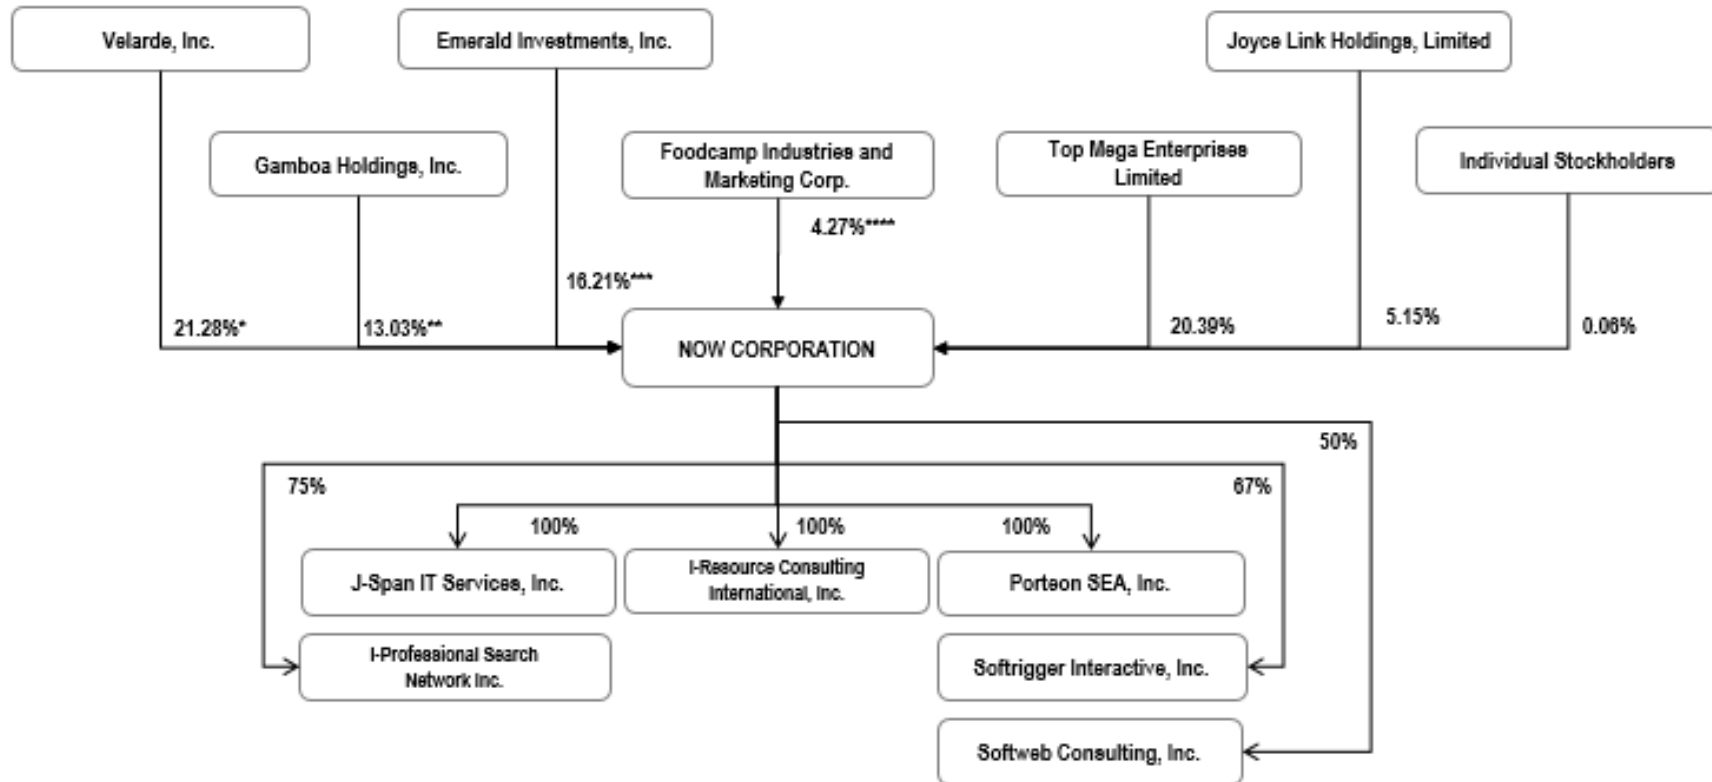 Velarde, Inc.
Emerald Investments, Inc.
Joyce Link Holdings, Limited
Gamboa Holdings, Inc.
Foodcamp Industries and
Marketing Corp.
Top Mega Enterprises
Limited
Individual Stockholders
4.27%****
16.21%***
21.28%*
13.03%**
20.39%
5.15%
0.06%
NOW CORPORATION
50%
75%
67%
100%
100%
100%
J-Span IT Services, Inc.
I-Resource Consulting
International, Inc.
Porteon SEA, Inc.
I-Professional Search
Network Inc.
Softrigger Interactive, Inc.
Softweb Consulting, Inc.